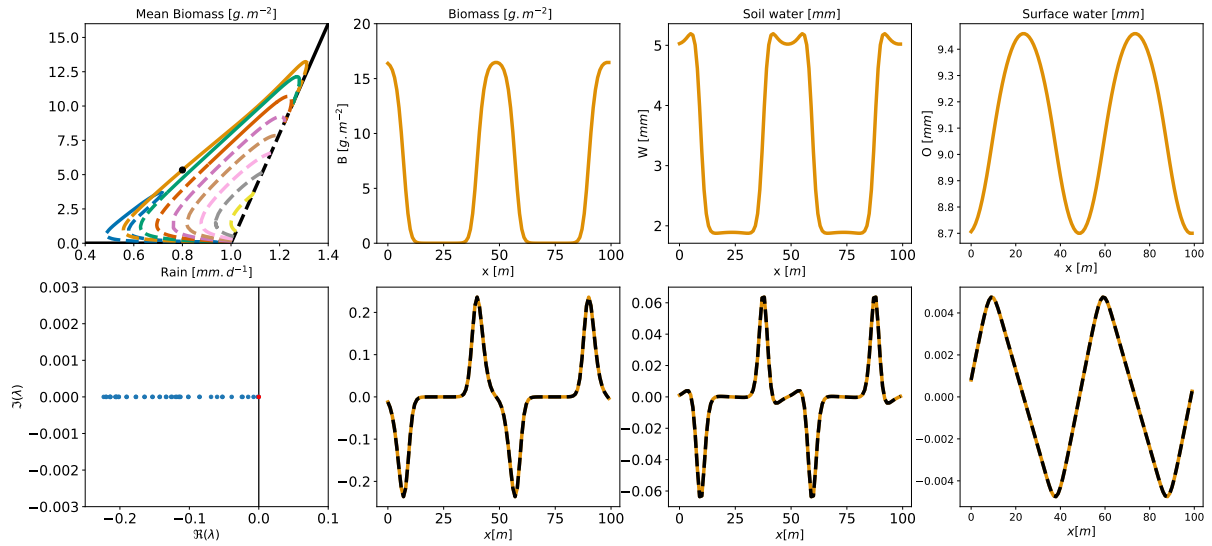 Mean Biomass [g.m⁻²]
Biomass [g.m⁻²]
Soil water [mm]
Surface water [mm]
15.0
12.5
10.0
7.5
5.0
2.5
0.0
0.4 0.6 0.8 1.0 1.2 1.4
Rain [mm.d⁻¹]
B [g.m⁻²]
20
15
10
5
0
0 25 50 75 100
x [m]
W [mm]
5
4
3
2
0 25 50 75 100
x [m]
O [mm]
9.4
9.3
9.2
9.1
9.0
8.9
8.8
8.7
0 20 40 60 80 100
x [m]
ℑ(λ)
0.003
0.002
0.001
0.000
−0.001
−0.002
−0.003
−0.2 −0.1 0.0 0.1
ℜ(λ)
0.2
0.1
0.0
−0.1
−0.2
0 25 50 75 100
x[m]
0.06
0.04
0.02
0.00
−0.02
−0.04
−0.06
0 25 50 75 100
x[m]
0.004
0.002
0.000
−0.002
−0.004
0 20 40 60 80 100
x[m]